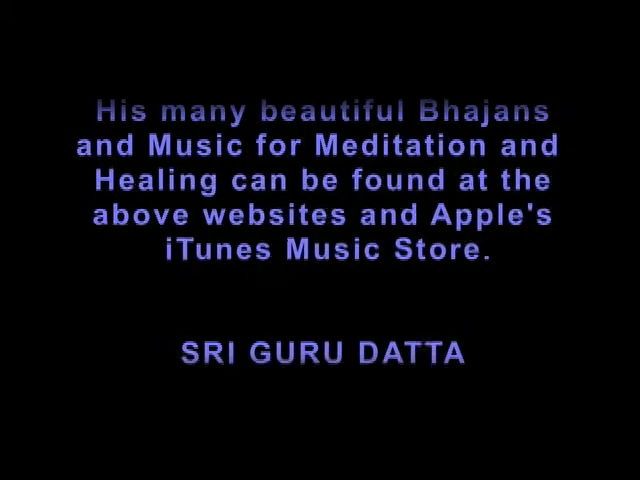 His many beautiful Bhajans
and Music for Meditation and
Healing can be found at the
above websites and Apple's
iTunes Music Store.
SRI GURU DATTA